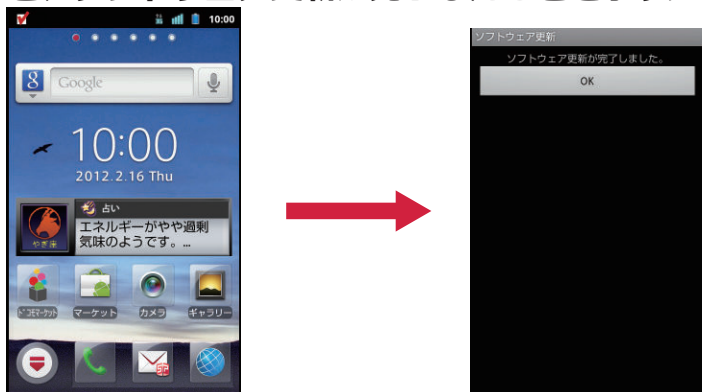 10:00
Google
10:00
2012.2.16 Thu
占い
エネルギーがやや過剰
気味のようです。...
やぎ座
ドコモマーケット
マーケット
カメラ
ギャラリー
ソフトウェア更新
ソフトウェア更新が完了しました。
OK